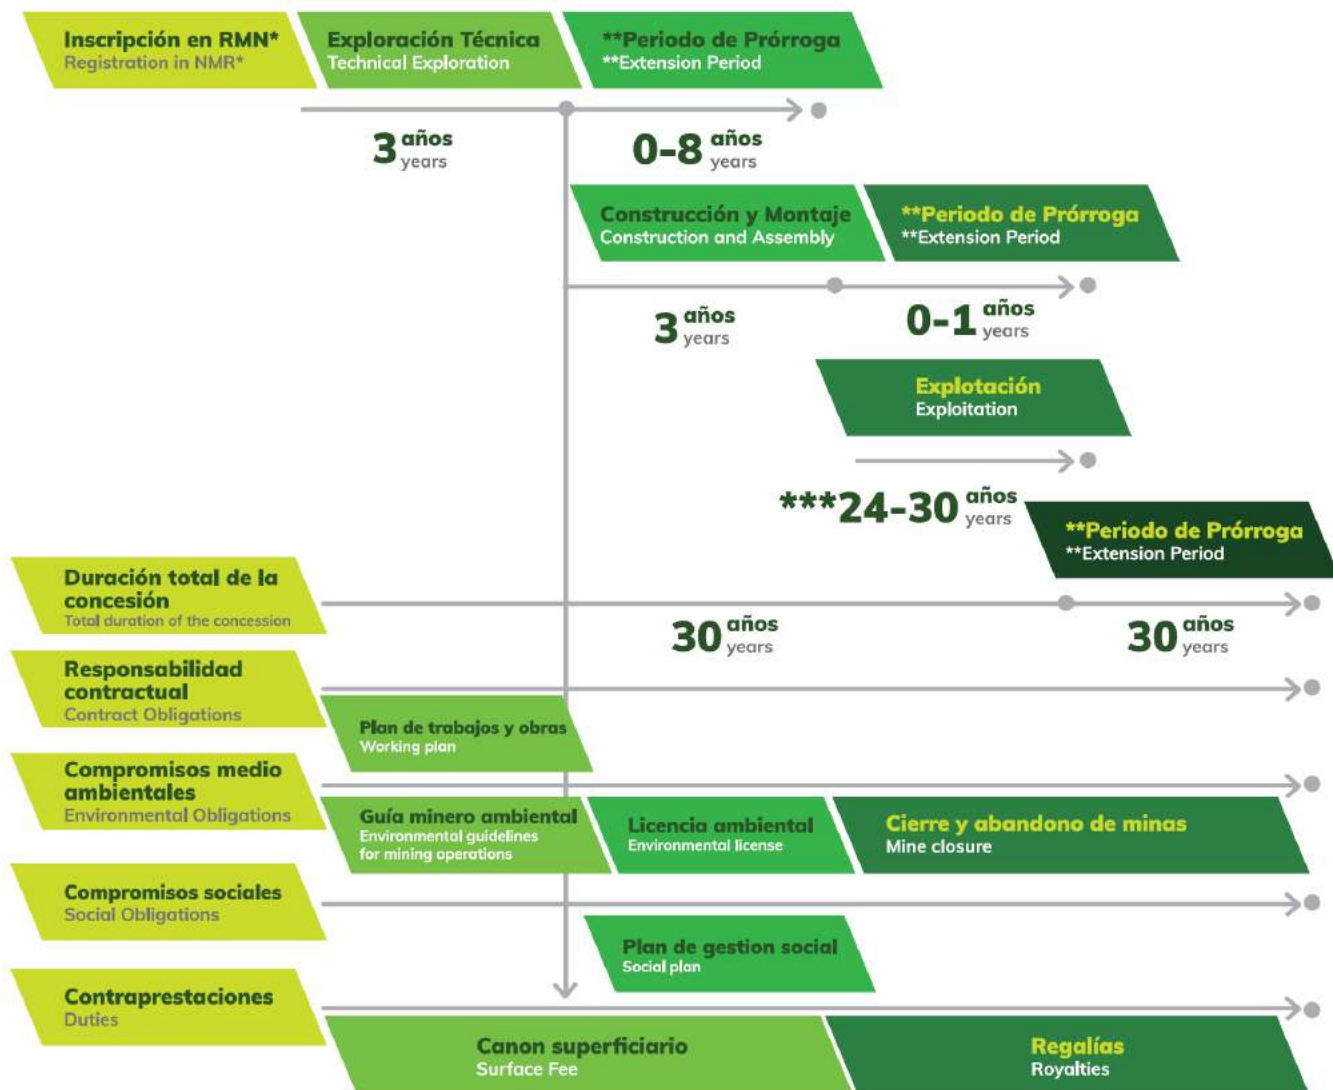 Inscripción en RMN*
Registration in NMR*
Exploración Técnica
Technical Exploration
**Periodo de Prórroga
**Extension Period
3 años
years
0-8 años
years
Construcción y Montaje
Construction and Assembly
**Periodo de Prórroga
**Extension Period
3 años
years
0-1 años
years
Explotación
Exploitation
***24-30 años
years
**Periodo de Prórroga
**Extension Period
Duración total de la
concesión
Total duration of the concession
30 años
years
30 años
years
Responsabilidad
contractual
Contract Obligations
Plan de trabajos y obras
Working plan
Compromisos medio
ambientales
Environmental Obligations
Guía minero ambiental
Environmental guidelines
for mining operations
Licencia ambiental
Environmental license
Cierre y abandono de minas
Mine closure
Compromisos sociales
Social Obligations
Plan de gestion social
Social plan
Contraprestaciones
Duties
Canon superficiario
Surface Fee
Regalías
Royalties